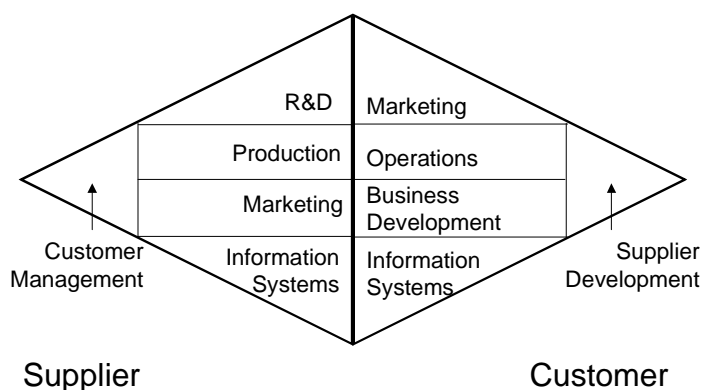 R&D
Marketing
Production
Operations
Marketing
Business
Development
Customer
Management
Information
Systems
Information
Systems
Supplier
Development
Supplier
Customer